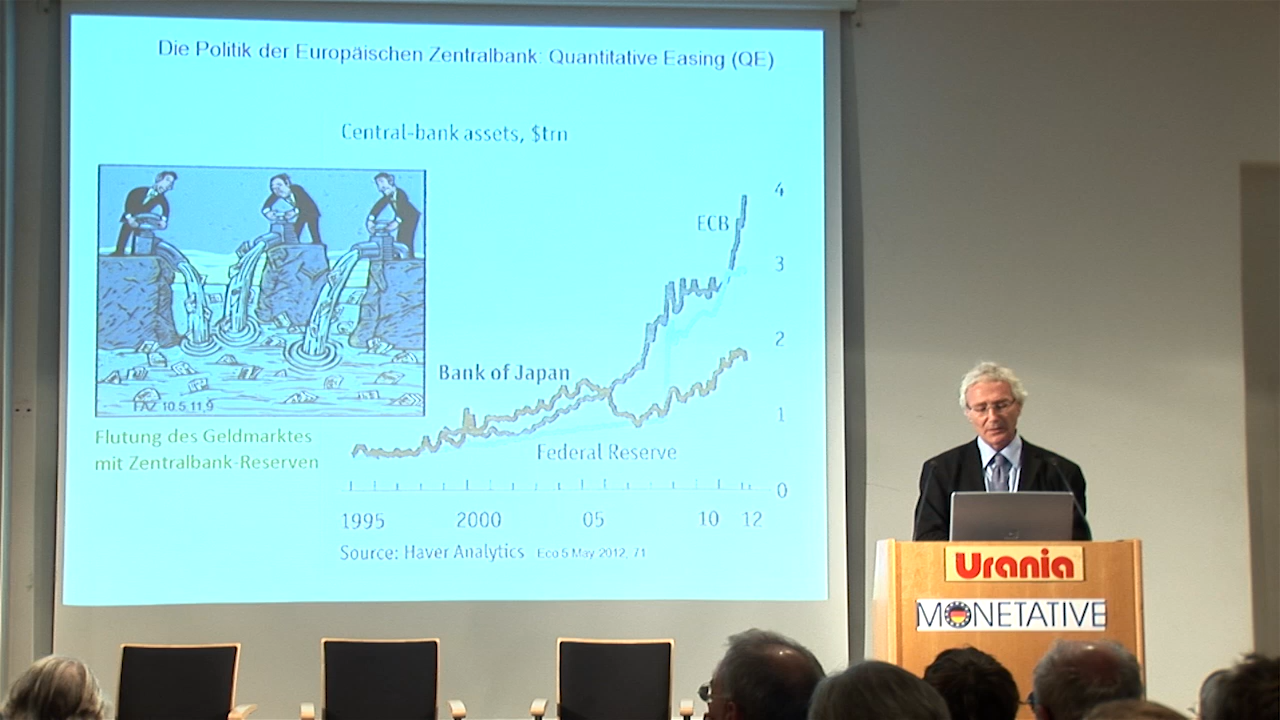 Die Politik der Europäischen Zentralbank: Quantitative Easing (QE)
Central-bank assets, $trn
4
ECB
3
2
Bank of Japan
1
FAZ 10.5.11,9
Flutung des Geldmarktes
mit Zentralbank-Reserven
Federal Reserve
0
1995 2000 05 10 12
Source: Haver Analytics Eco 5 May 2012, 71
Urania
MONETATIVE